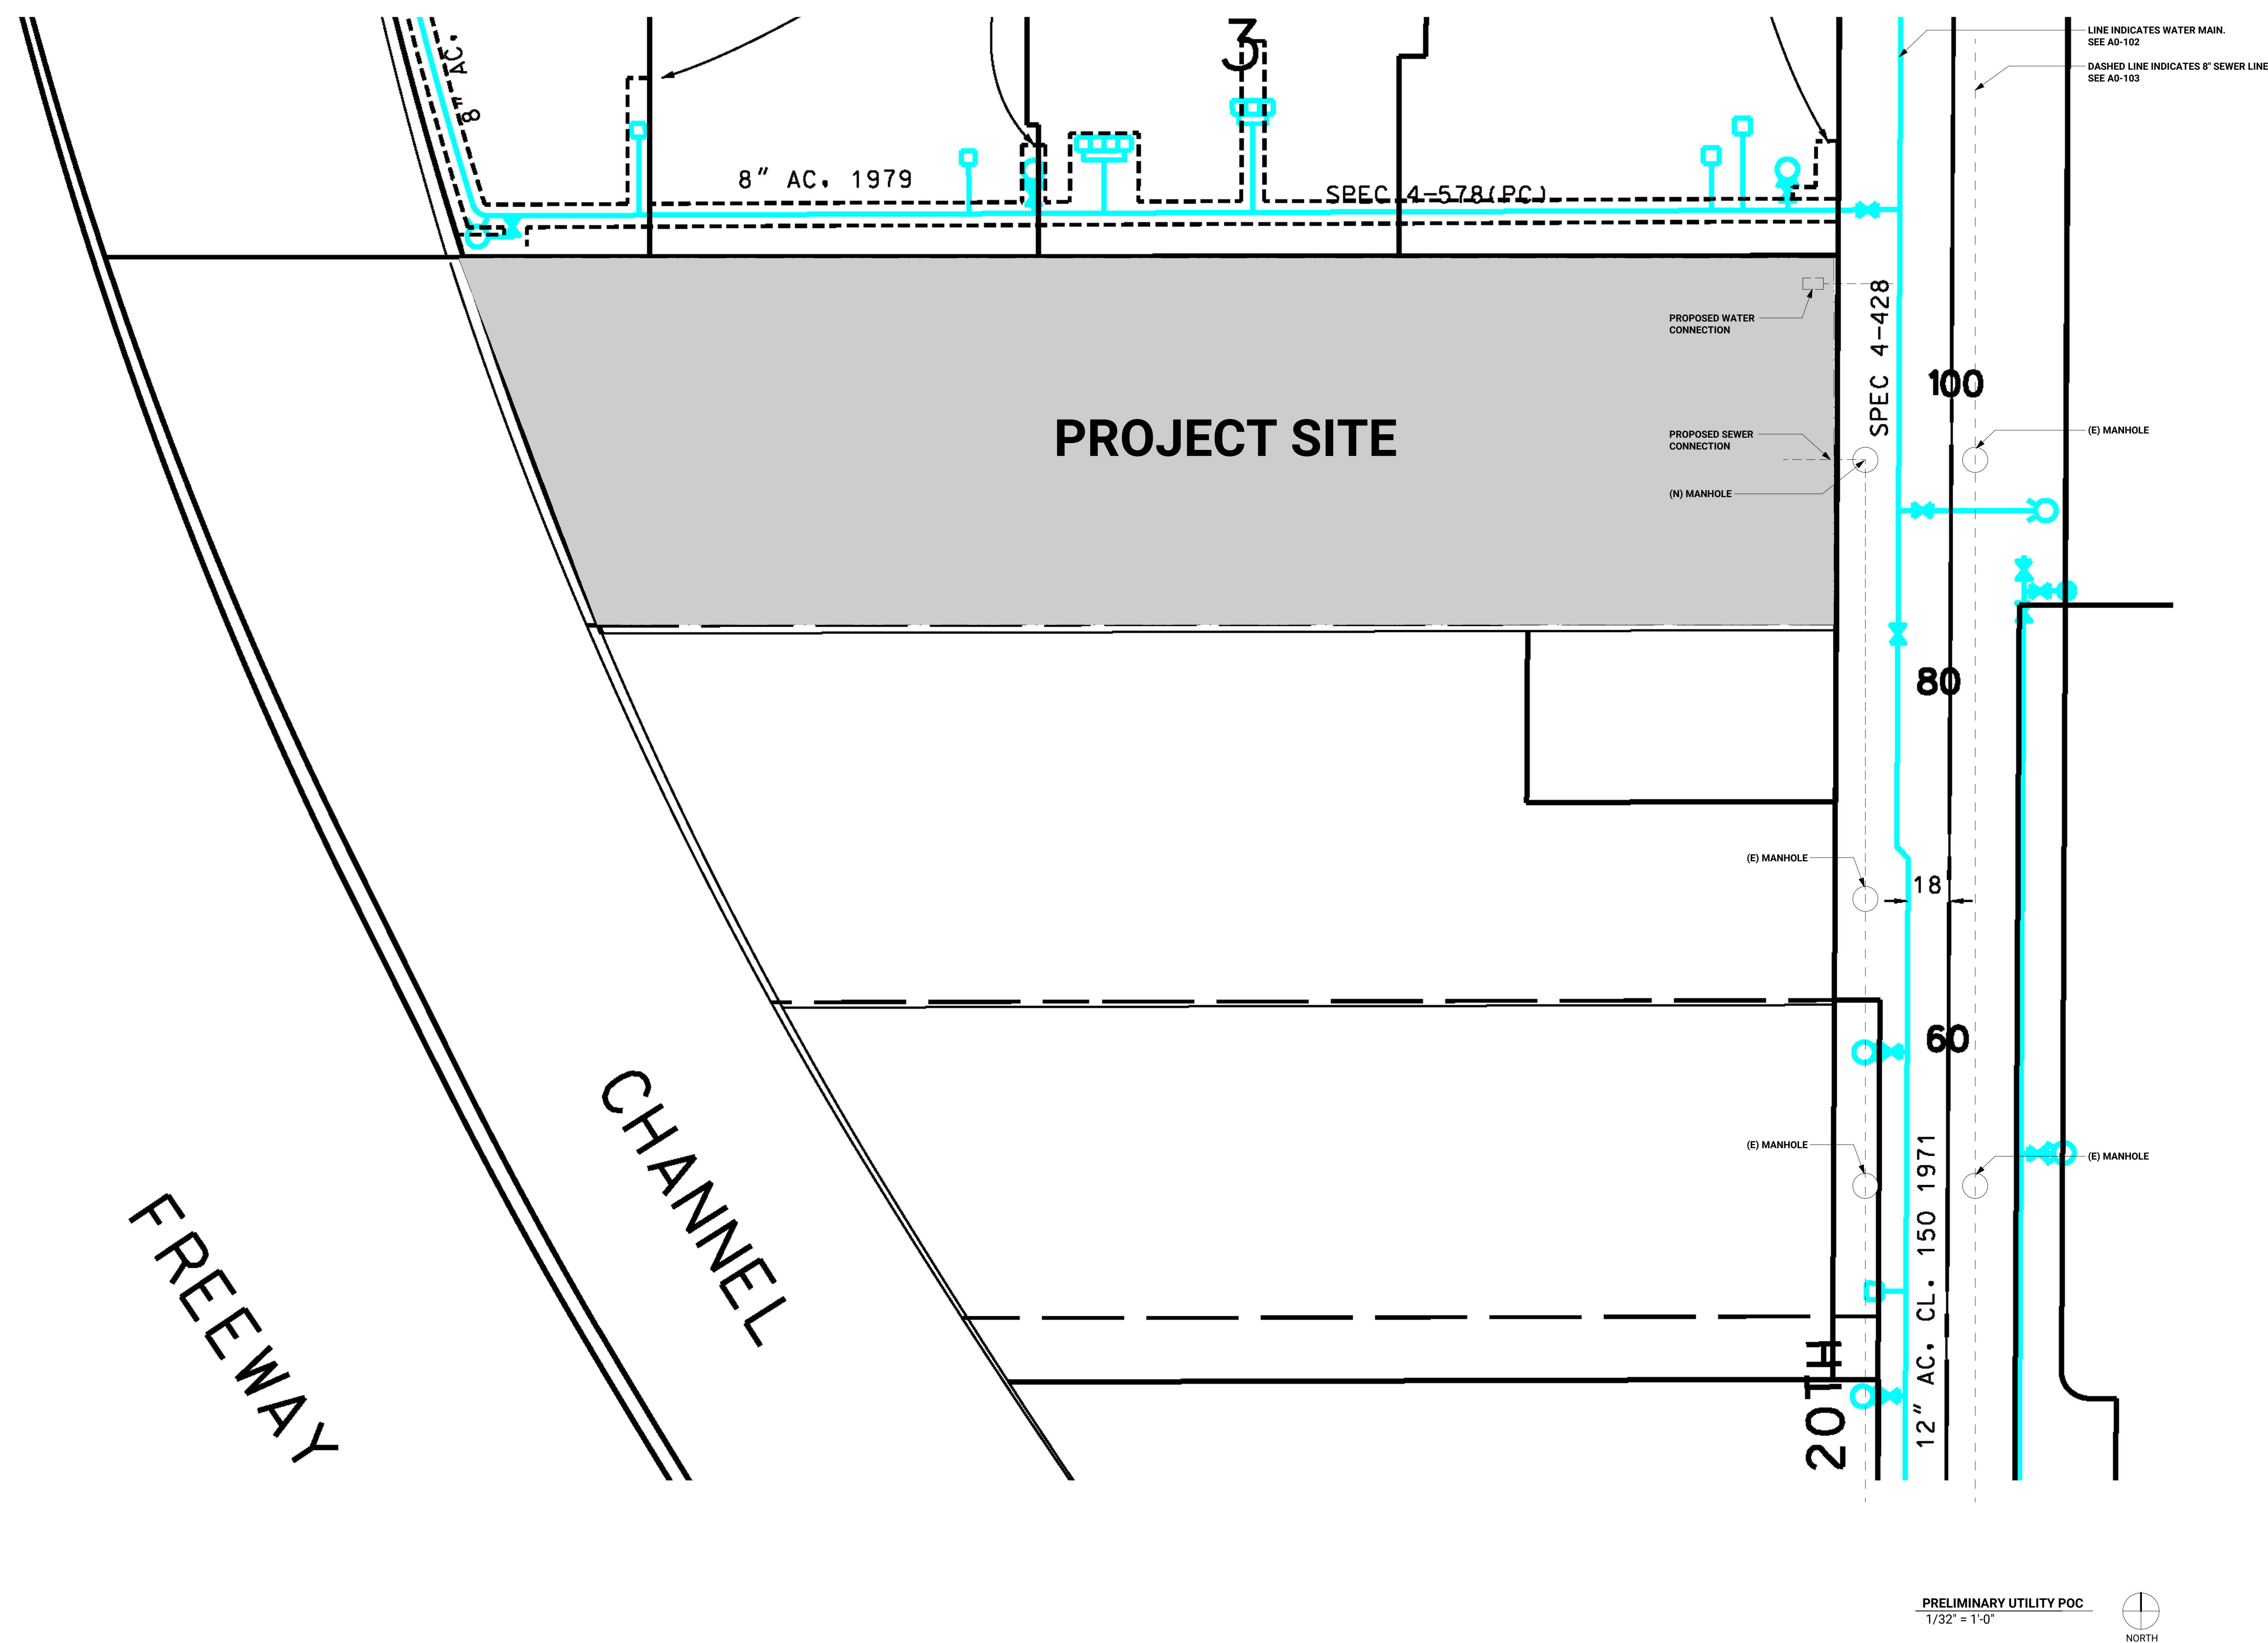 LINE INDICATES WATER MAIN.
SEE A0-102
DASHED LINE INDICATES 8" SEWER LINE
SEE A0-103
3
8" AC.
8" AC. 1979
SPEC 4-578(PC)
PROPOSED WATER
CONNECTION
SPEC 4-428
100
PROJECT SITE
PROPOSED SEWER
CONNECTION
(E) MANHOLE
(N) MANHOLE
80
(E) MANHOLE
18
60
CHANNEL
(E) MANHOLE
(E) MANHOLE
FREEWAY
20TH
12" AC. CL. 150 1971
PRELIMINARY UTILITY POC
1/32" = 1'-0"
NORTH